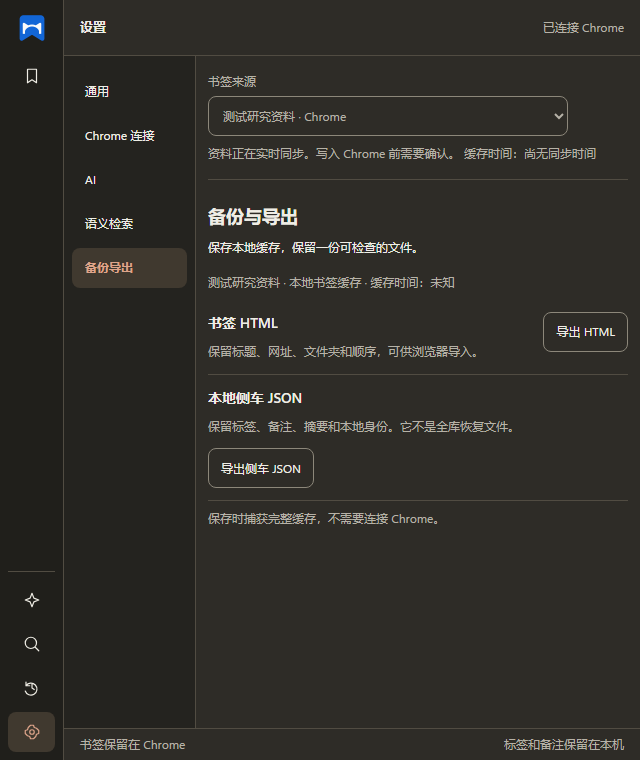 设置
已连接 Chrome
通用
Chrome 连接
AI
语义检索
备份导出
书签来源
测试研究资料 · Chrome
资料正在实时同步。写入 Chrome 前需要确认。 缓存时间：尚无同步时间
备份与导出
保存本地缓存，保留一份可检查的文件。
测试研究资料 · 本地书签缓存 · 缓存时间：未知
书签 HTML
保留标题、网址、文件夹和顺序，可供浏览器导入。
导出 HTML
本地侧车 JSON
保留标签、备注、摘要和本地身份。它不是全库恢复文件。
导出侧车 JSON
保存时捕获完整缓存，不需要连接 Chrome。
书签保留在 Chrome
标签和备注保留在本机